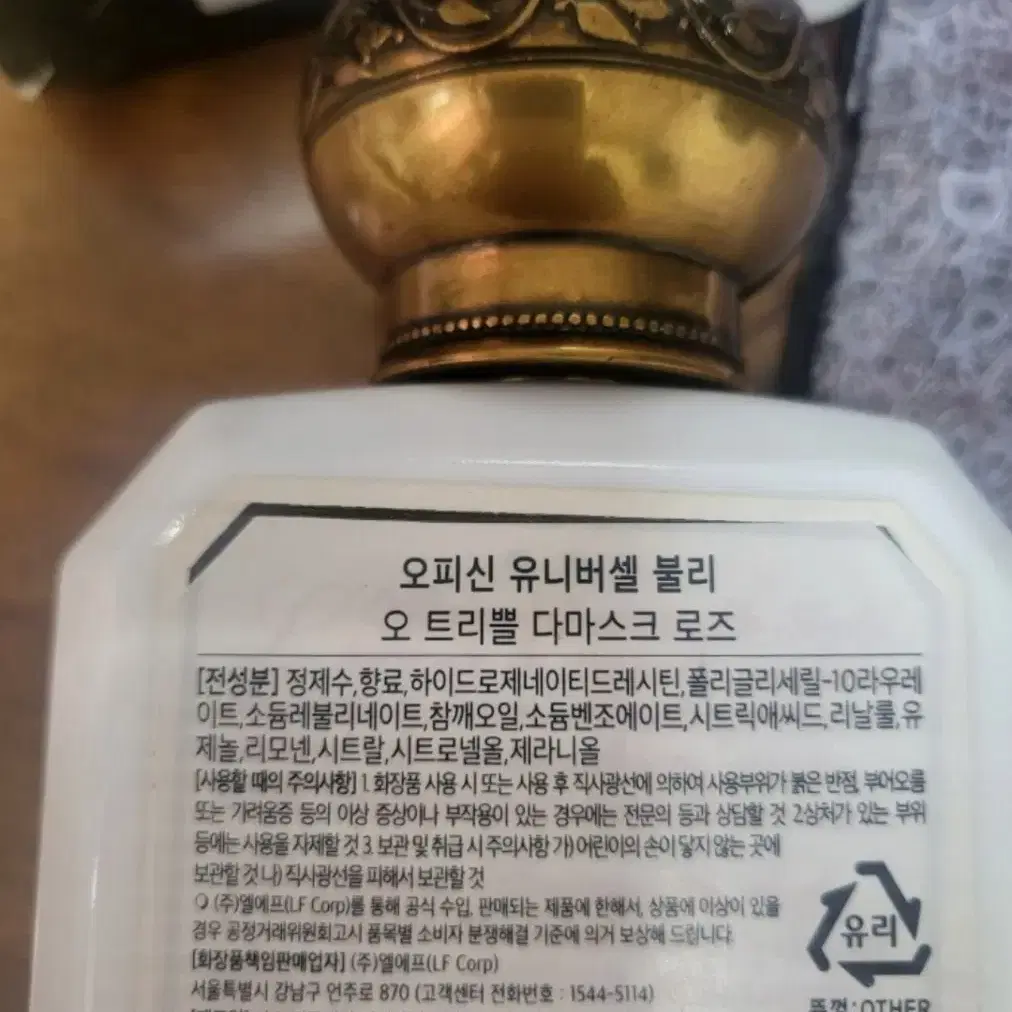 오피신 유니버셀 불리
오 트리쁠 다마스크 로즈
[전성분] 정제수,향료,하이드로제네이티드레시틴,폴리글리세릴-10라우레
이트,소듐레불리네이트,참깨오일,소듐벤조에이트,시트릭애씨드,리날룰,유
제놀,리모넨,시트랄,시트로넬올,제라니올
[사용할 때의 주의사항] 1. 화장품 사용 시 또는 사용 후 직사광선에 의하여 사용부위가 붉은 반점, 부어오름
또는 가려움증 등의 이상 증상이나 부작용이 있는 경우에는 전문의 등과 상담할 것 2.상처가 있는 부위
등에는 사용을 자제할 것 3. 보관 및 취급 시 주의사항 가) 어린이의 손이 닿지 않는 곳에
보관할 것 나) 직사광선을 피해서 보관할 것
○ (주)엘에프(LF Corp)를 통해 공식 수입, 판매되는 제품에 한해서, 상품에 이상이 있을
경우 공정거래위원회고시 품목별 소비자 분쟁해결 기준에 의거 보상해 드립니다.
유리
[화장품책임판매업자] (주)엘에프(LF Corp)
서울특별시 강남구 언주로 870 (고객센터 전화번호 : 1544-5114)
뚜껑:OTHER